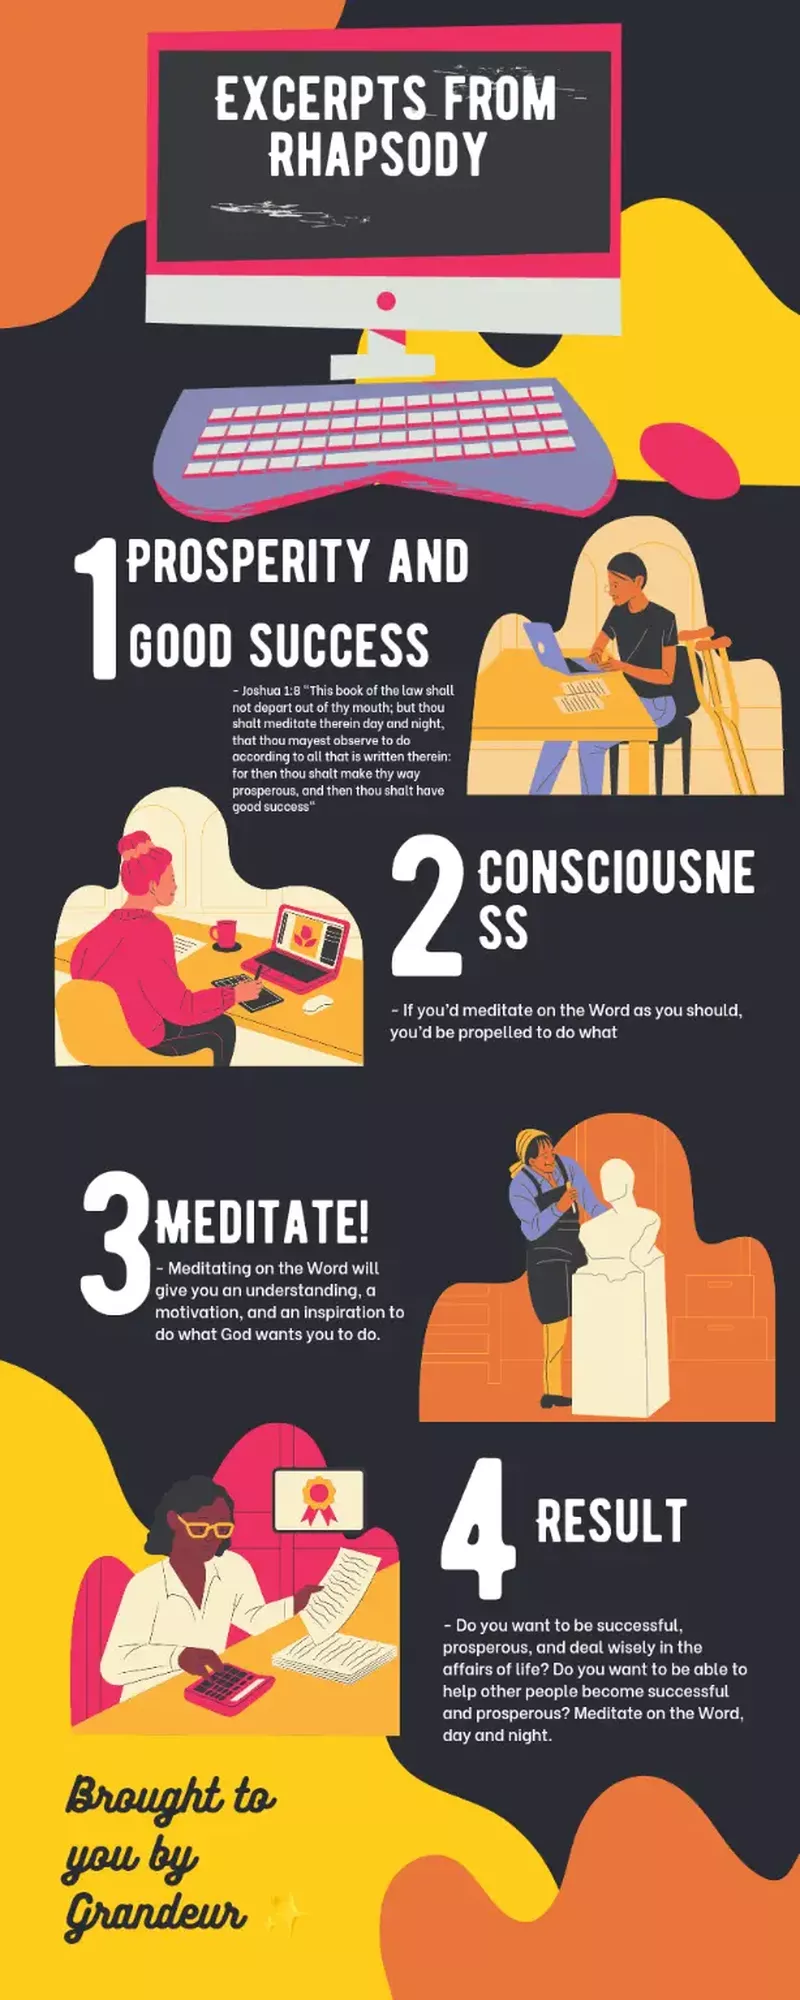 EXCERPTS FROM
RHAPSODY
1
PROSPERITY AND
GOOD SUCCESS
- Joshua 1:8 "This book of the law shall
not depart out of thy mouth; but thou
shalt meditate therein day and night,
that thou mayest observe to do
according to all that is written therein:
for then thou shalt make thy way
prosperous, and then thou shalt have
good success"
2
CONSCIOUSNE
SS
- If you'd meditate on the Word as you should,
you'd be propelled to do what
3
MEDITATE!
- Meditating on the Word will
give you an understanding, a
motivation, and an inspiration to
do what God wants you to do.
4
RESULT
- Do you want to be successful,
prosperous, and deal wisely in the
affairs of life? Do you want to be able to
help other people become successful
and prosperous? Meditate on the Word,
day and night.
Brought to
you by
Grandeur ✨